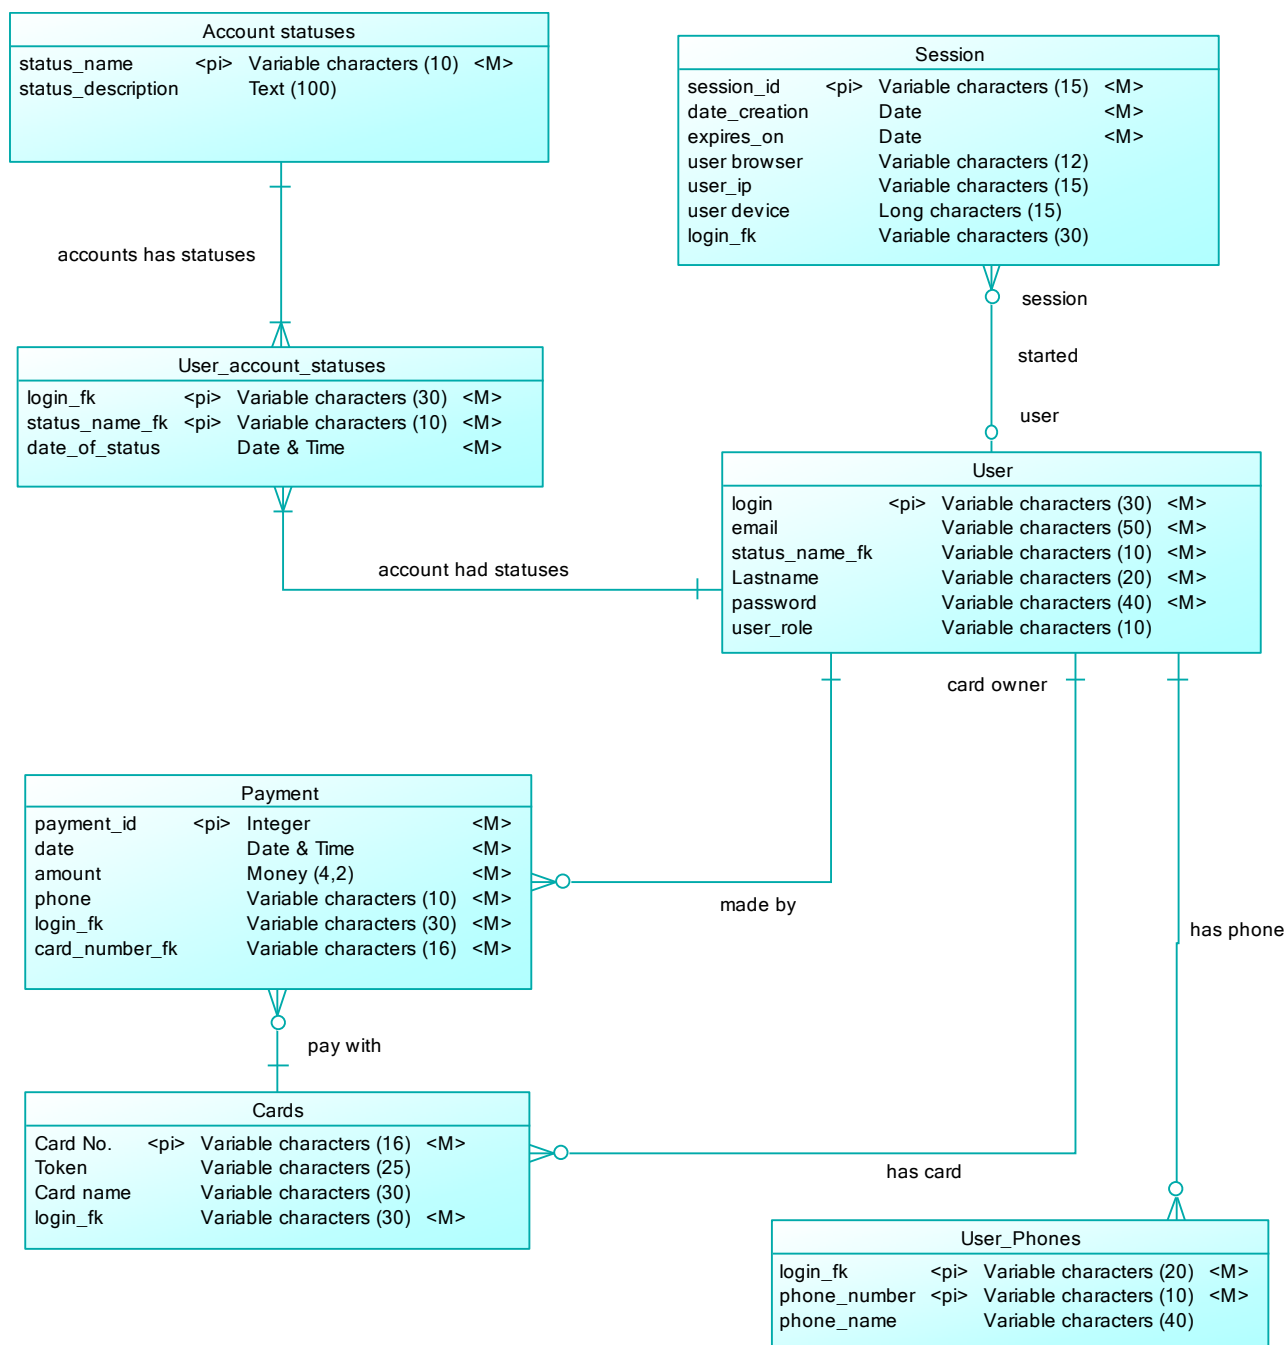 Account statuses
status_name <pi> Variable characters (10) <M>
status_description Text (100)
Session
session_id <pi> Variable characters (15) <M>
date_creation Date <M>
expires_on Date <M>
user browser Variable characters (12)
user_ip Variable characters (15)
user device Long characters (15)
login_fk Variable characters (30)
accounts has statuses
session
started
user
User_account_statuses
login_fk <pi> Variable characters (30) <M>
status_name_fk <pi> Variable characters (10) <M>
date_of_status Date & Time <M>
User
login <pi> Variable characters (30) <M>
email Variable characters (50) <M>
status_name_fk Variable characters (10) <M>
Lastname Variable characters (20) <M>
password Variable characters (40) <M>
user_role Variable characters (10)
account had statuses
card owner
Payment
payment_id <pi> Integer <M>
date Date & Time <M>
amount Money (4,2) <M>
phone Variable characters (10) <M>
login_fk Variable characters (30) <M>
card_number_fk Variable characters (16) <M>
made by
has phone
pay with
Cards
Card No. <pi> Variable characters (16) <M>
Token Variable characters (25)
Card name Variable characters (30)
login_fk Variable characters (30) <M>
has card
User_Phones
login_fk <pi> Variable characters (20) <M>
phone_number <pi> Variable characters (10) <M>
phone_name Variable characters (40)